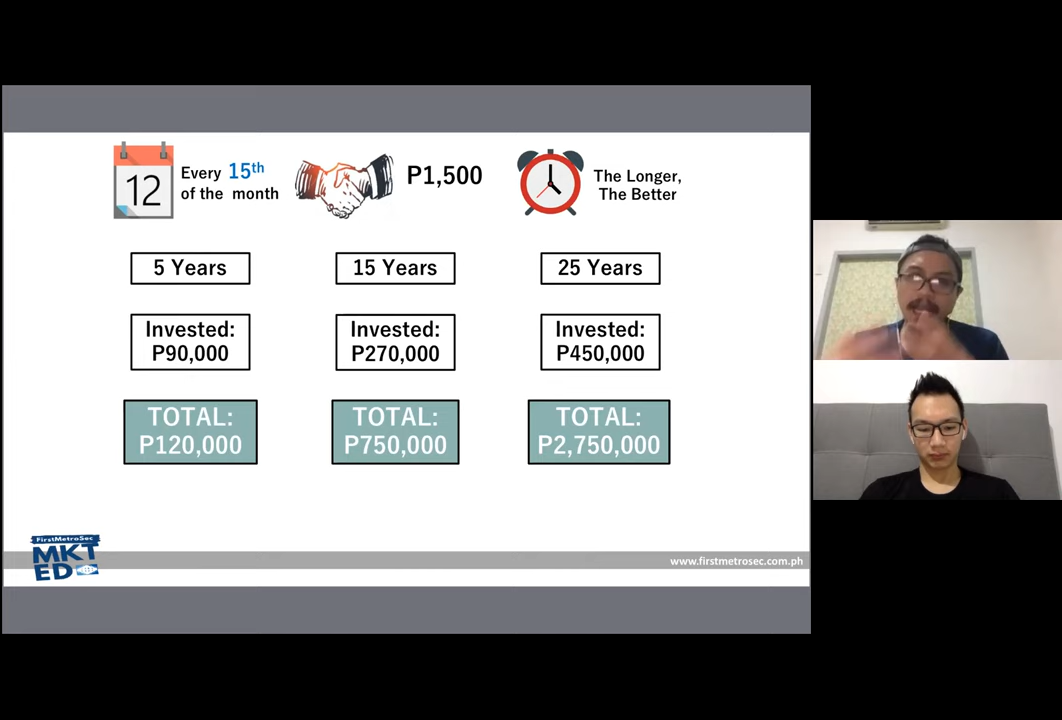 12
Every 15th
of the month
P1,500
The Longer,
The Better
5 Years
15 Years
25 Years
Invested:
P90,000
Invested:
P270,000
Invested:
P450,000
TOTAL:
P120,000
TOTAL:
P750,000
TOTAL:
P2,750,000
FirstMetroSec
MKT
ED
www.firstmetrosec.com.ph